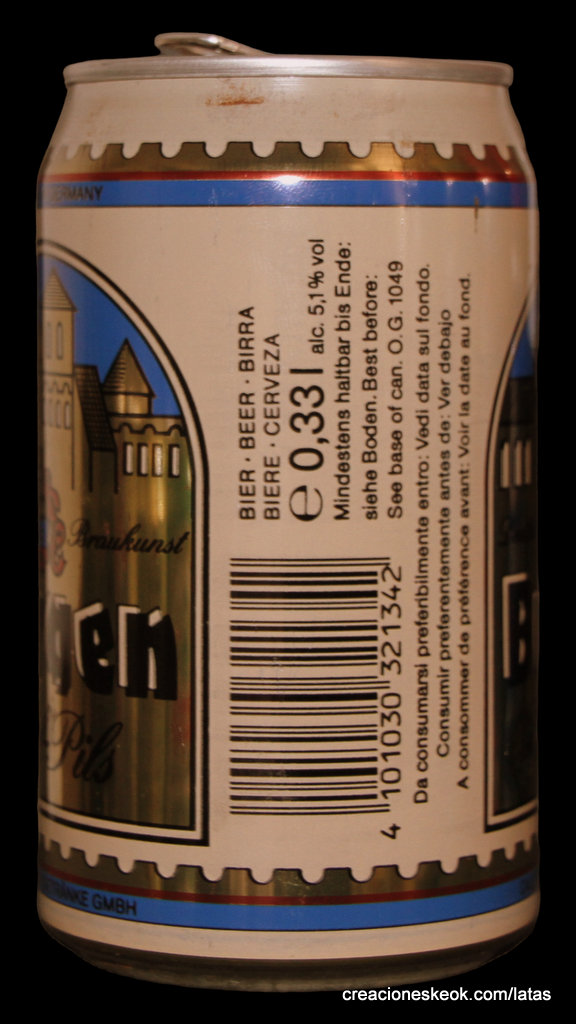 GERMANY
Braukunst
gen
Pils
BIER · BEER · BIRRA
BIERE · CERVEZA
e 0,33 l alc. 5,1% vol
Mindestens haltbar bis Ende:
siehe Boden. Best before:
See base of can. O.G. 1049
Da consumarsi preferibilmente entro: Vedi data sul fondo.
Consumir preferentemente antes de: Ver debajo
A consommer de préférence avant: Voir la date au fond.
4 101030 321342
B
TRÄNKE GMBH
creacioneskeok.com/latas